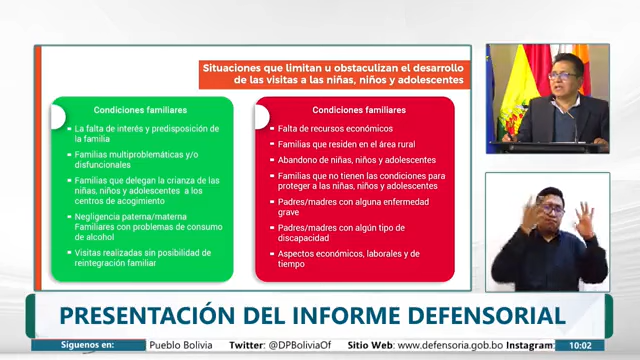 Situaciones que limitan u obstaculizan el desarrollo
de las visitas a las niñas, niños y adolescentes
Condiciones familiares
La falta de interés y predisposición de
la familia
Familias multiproblemáticas y/o
disfuncionales
Familias que delegan la crianza de las
niñas, niños y adolescentes a los
centros de acogimiento
Negligencia paterna/materna
Familiares con problemas de consumo
de alcohol
Visitas realizadas sin posibilidad de
reintegración familiar
Condiciones familiares
Falta de recursos económicos
Familias que residen en el área rural
Abandono de niñas, niños y adolescentes
Familias que no tienen las condiciones para
proteger a las niñas, niños y adolescentes
Padres/madres con alguna enfermedad
grave
Padres/madres con algún tipo de
discapacidad
Aspectos económicos, laborales y de
tiempo
PRESENTACIÓN DEL INFORME DEFENSORIAL
Síguenos en: Pueblo Bolivia Twitter: @DPBoliviaOf Sitio Web: www.defensoria.gob.bo Instagram: 10:02